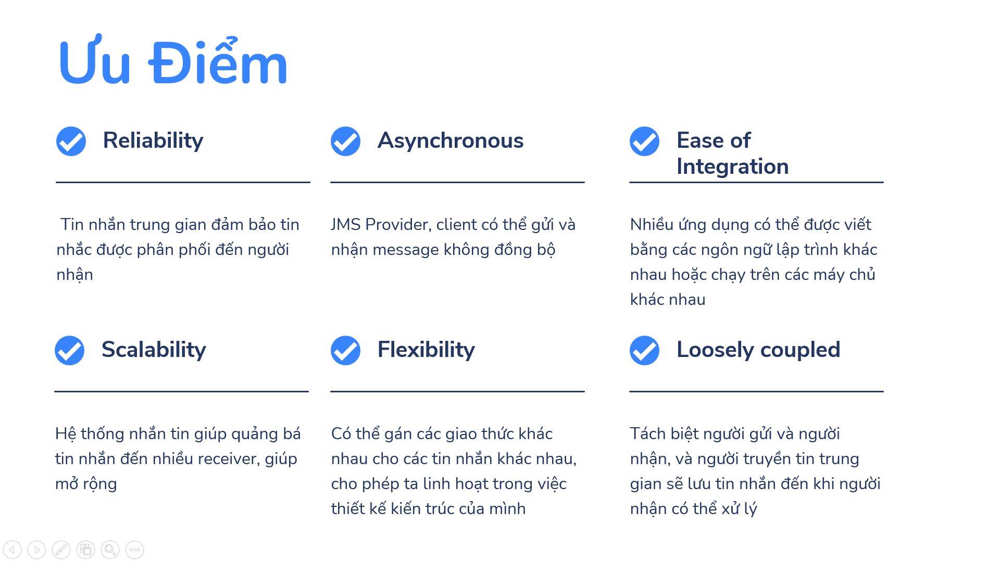 Ưu Điểm
Reliability
Tin nhắn trung gian đảm bảo tin
nhắc được phân phối đến người
nhận
Asynchronous
JMS Provider, client có thể gửi và
nhận message không đồng bộ
Ease of
Integration
Nhiều ứng dụng có thể được viết
bằng các ngôn ngữ lập trình khác
nhau hoặc chạy trên các máy chủ
khác nhau
Scalability
Hệ thống nhắn tin giúp quảng bá
tin nhắn đến nhiều receiver, giúp
mở rộng
Flexibility
Có thể gán các giao thức khác
nhau cho các tin nhắn khác nhau,
cho phép ta linh hoạt trong việc
thiết kế kiến trúc của mình
Loosely coupled
Tách biệt người gửi và người
nhận, và người truyền tin trung
gian sẽ lưu tin nhắn đến khi người
nhận có thể xử lý